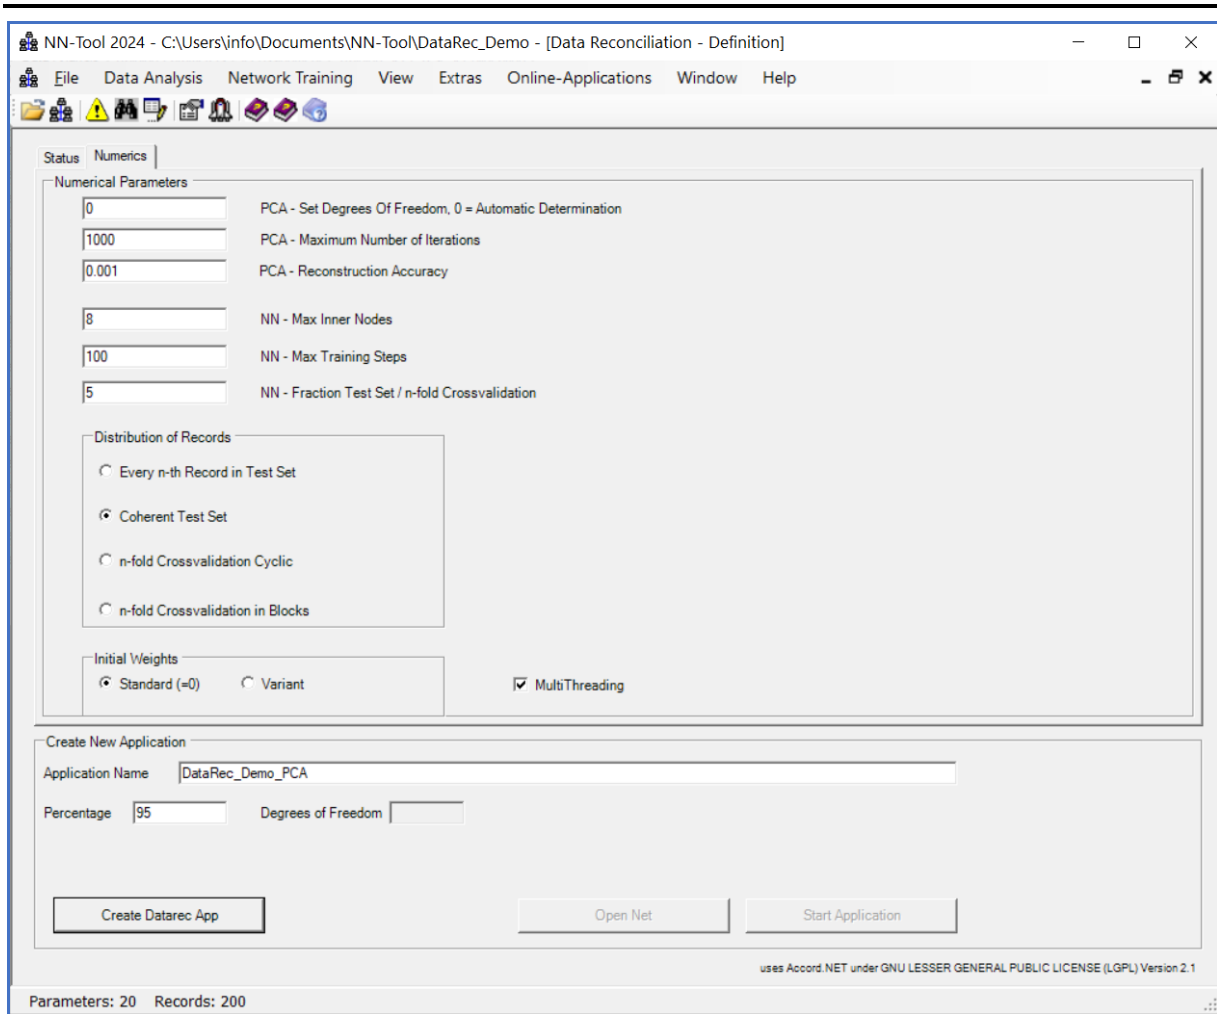 NN-Tool 2024 - C:\Users\info\Documents\NN-Tool\DataRec_Demo - [Data Reconciliation - Definition]
File Data Analysis Network Training View Extras Online-Applications Window Help
Status Numerics
Numerical Parameters
0 PCA - Set Degrees Of Freedom, 0 = Automatic Determination
1000 PCA - Maximum Number of Iterations
0.001 PCA - Reconstruction Accuracy
8 NN - Max Inner Nodes
100 NN - Max Training Steps
5 NN - Fraction Test Set / n-fold Crossvalidation
Distribution of Records
Every n-th Record in Test Set
Coherent Test Set
n-fold Crossvalidation Cyclic
n-fold Crossvalidation in Blocks
Initial Weights
Standard (=0) Variant MultiThreading
Create New Application
Application Name DataRec_Demo_PCA
Percentage 95 Degrees of Freedom
Create Datarec App Open Net Start Application
uses Accord.NET under GNU LESSER GENERAL PUBLIC LICENSE (LGPL) Version 2.1
Parameters: 20 Records: 200